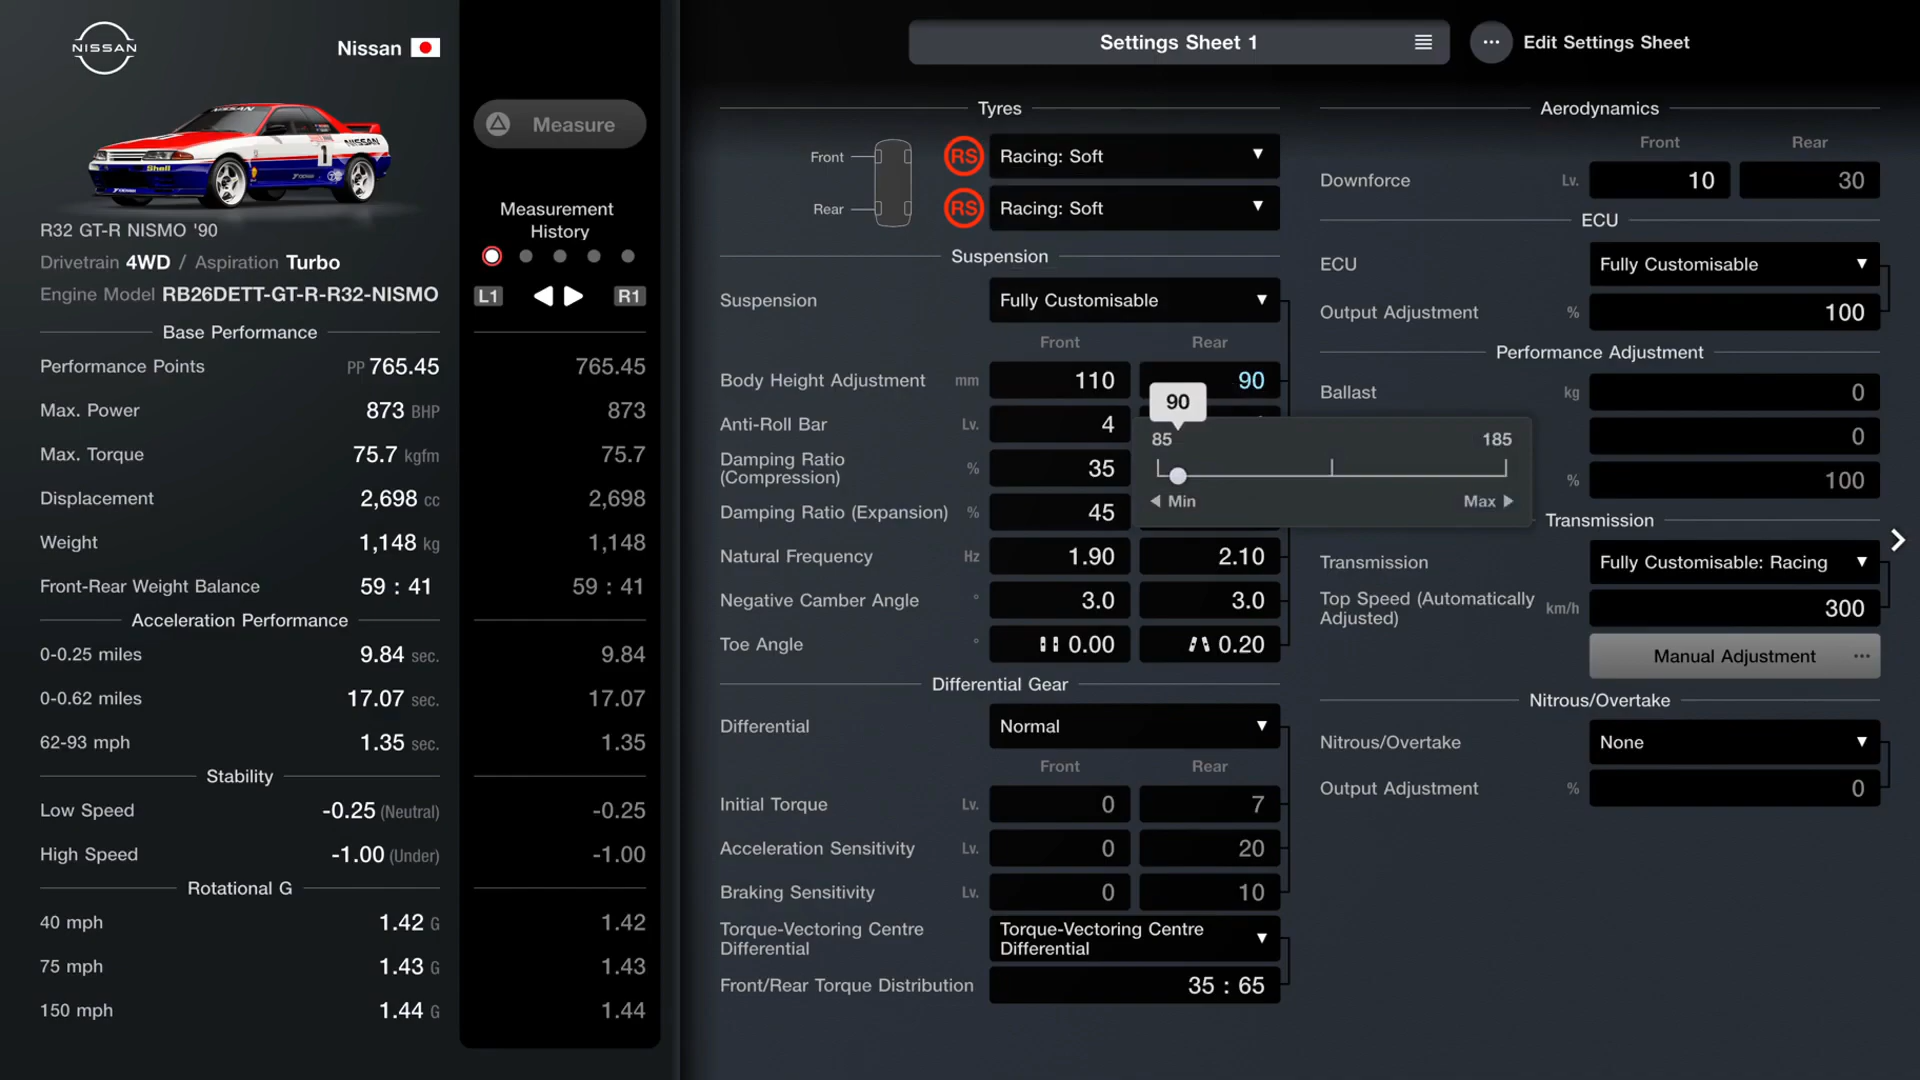 NISSAN
Nissan
R32 GT-R NISMO '90
Drivetrain 4WD / Aspiration Turbo
Engine Model RB26DETT-GT-R-R32-NISMO
Base Performance
Performance Points PP 765.45
Max. Power 873 BHP
Max. Torque 75.7 kgfm
Displacement 2,698 cc
Weight 1,148 kg
Front-Rear Weight Balance 59 : 41
Acceleration Performance
0-0.25 miles 9.84 sec.
0-0.62 miles 17.07 sec.
62-93 mph 1.35 sec.
Stability
Low Speed -0.25 (Neutral)
High Speed -1.00 (Under)
Rotational G
40 mph 1.42 G
75 mph 1.43 G
150 mph 1.44 G
Measure
Measurement
History
L1 ◀ ▶ R1
765.45
873
75.7
2,698
1,148
59 : 41
9.84
17.07
1.35
-0.25
-1.00
1.42
1.43
1.44
Settings Sheet 1
Edit Settings Sheet
Tyres
Front RS Racing: Soft
Rear RS Racing: Soft
Suspension
Suspension Fully Customisable
Front Rear
Body Height Adjustment mm 110 90
Anti-Roll Bar Lv. 4
Damping Ratio
(Compression) % 35
Damping Ratio (Expansion) % 45
90
85 185
◀ Min Max ▶
Natural Frequency Hz 1.90 2.10
Negative Camber Angle ° 3.0 3.0
Toe Angle ° 0.00 0.20
Differential Gear
Differential Normal
Front Rear
Initial Torque Lv. 0 7
Acceleration Sensitivity Lv. 0 20
Braking Sensitivity Lv. 0 10
Torque-Vectoring Centre
Differential
Torque-Vectoring Centre
Differential
Front/Rear Torque Distribution 35 : 65
Aerodynamics
Front Rear
Downforce Lv. 10 30
ECU
ECU Fully Customisable
Output Adjustment % 100
Performance Adjustment
Ballast kg 0
0
% 100
Transmission
Transmission Fully Customisable: Racing
Top Speed (Automatically
Adjusted) km/h 300
Manual Adjustment
Nitrous/Overtake
Nitrous/Overtake None
Output Adjustment % 0